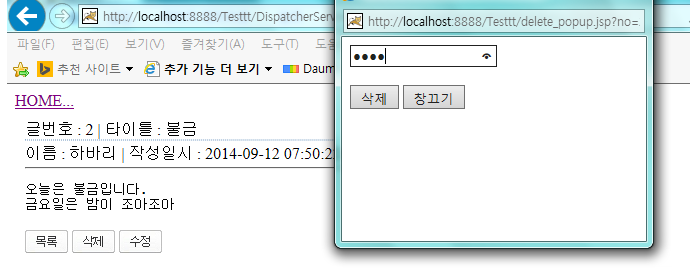 http://localhost:8888/Testtt/DispatcherServ
파일(F) 편집(E) 보기(V) 즐겨찾기(A) 도구(T)
추천 사이트 ▼ 추가 기능 더 보기 ▼ Daum
HOME...
글번호 : 2 | 타이틀 : 불금
이름 : 하바리 | 작성일시 : 2014-09-12 07:50:2
오늘은 불금입니다.
금요일은 밤이 조아조아
목록 삭제 수정
http://localhost:8888/Testtt/delete_popup.jsp?no=
••••
삭제 창끄기